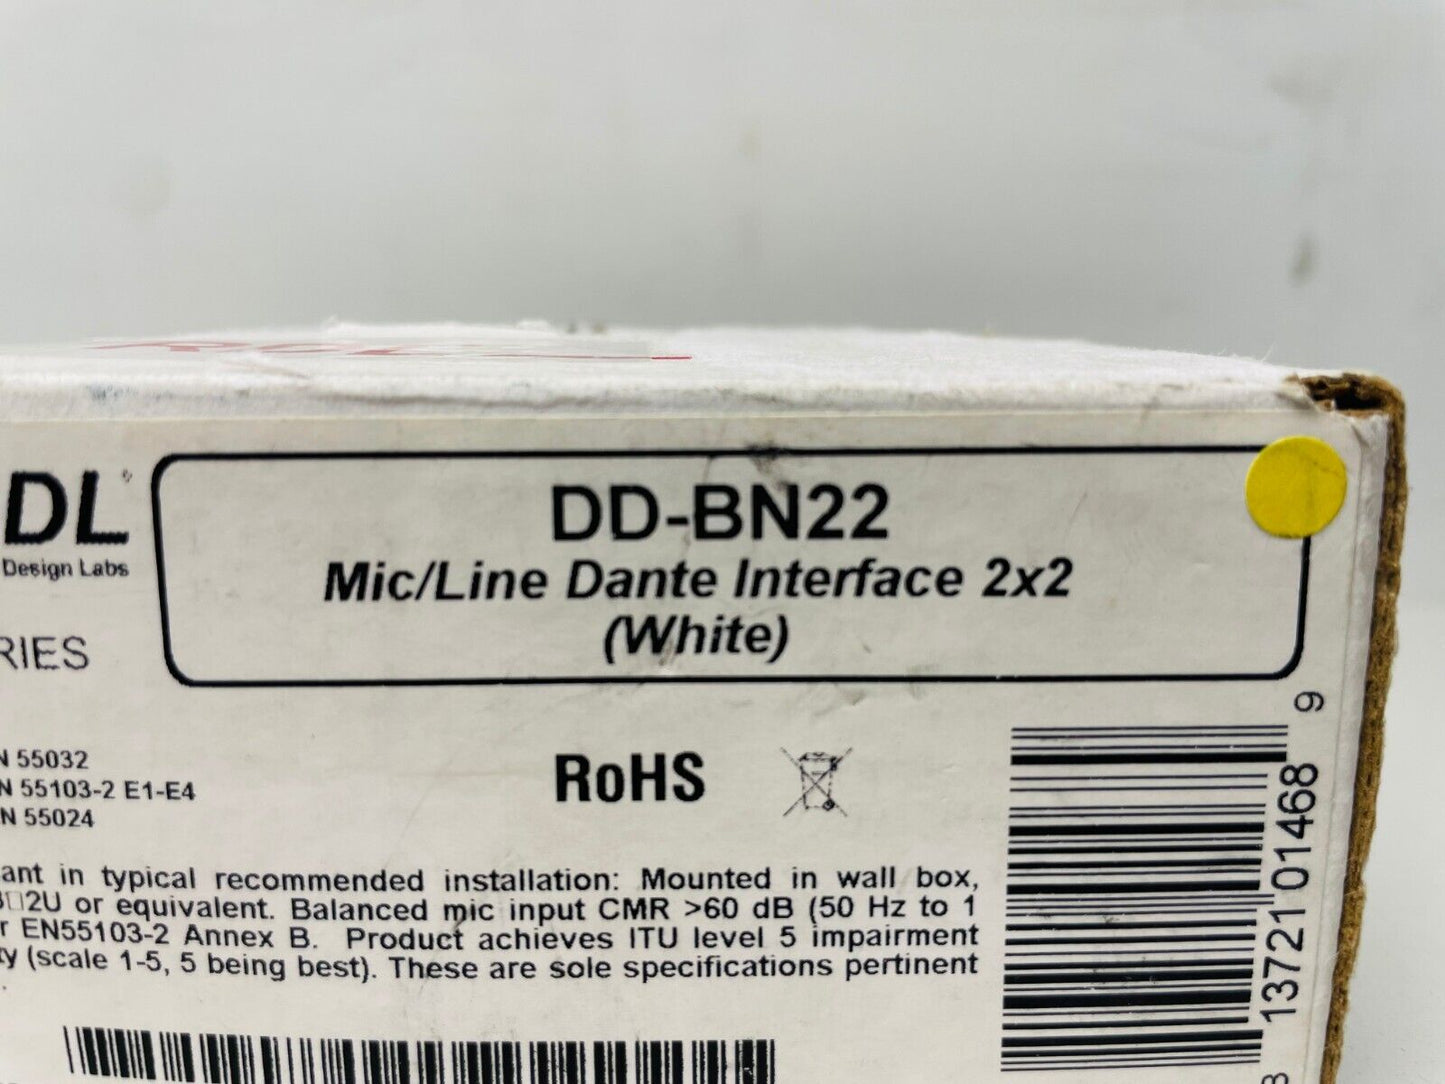 DL
Design Labs
RIES
DD-BN22
Mic/Line Dante Interface 2x2
(White)
N 55032
N 55103-2 E1-E4
N 55024
RoHS
ant in typical recommended installation: Mounted in wall box,
2U or equivalent. Balanced mic input CMR >60 dB (50 Hz to 1
r EN55103-2 Annex B. Product achieves ITU level 5 impairment
ty (scale 1-5, 5 being best). These are sole specifications pertinent
3 13721 01468 9